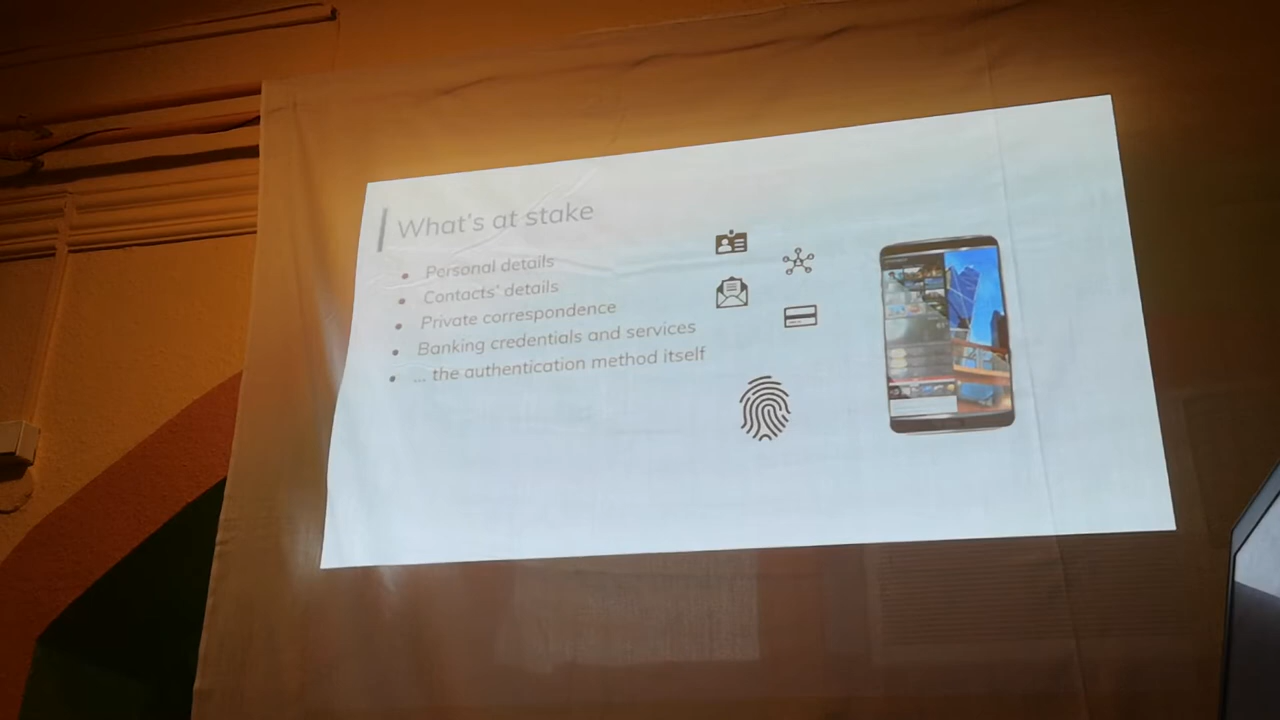 What's at stake
• Personal details
• Contacts' details
• Private correspondence
• Banking credentials and services
• ... the authentication method itself